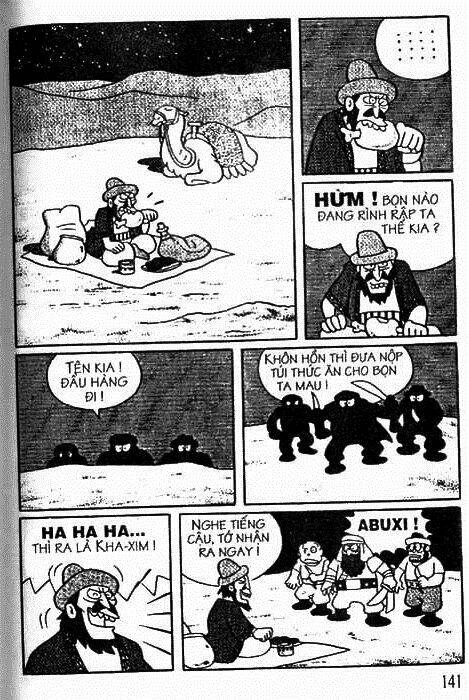 HỪM ! BỌN NÀO
ĐANG RÌNH RẬP TA
THẾ KIA ?
TÊN KIA !
ĐẦU HÀNG
ĐI !
KHÔN HỒN THÌ ĐƯA NỘP
TÚI THỨC ĂN CHO BỌN
TA MAU !
HA HA HA...
THÌ RA LÀ KHA-XIM !
NGHE TIẾNG
CẬU, TỚ NHẬN
RA NGAY !
ABUXI !
141